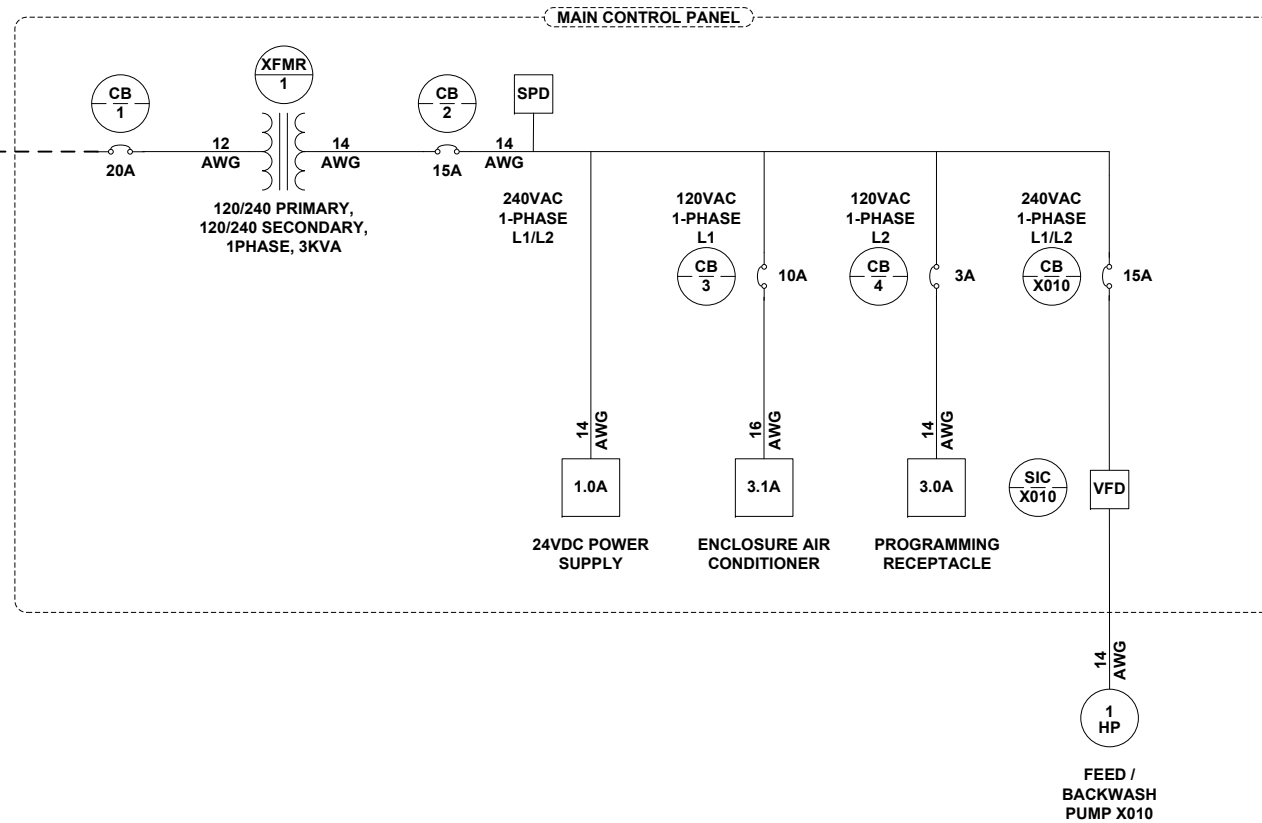 MAIN CONTROL PANEL
CB
1
20A
12
AWG
XFMR
1
14
AWG
120/240 PRIMARY,
120/240 SECONDARY,
1PHASE, 3KVA
CB
2
15A
14
AWG
SPD
240VAC
1-PHASE
L1/L2
120VAC
1-PHASE
L1
CB
3
10A
120VAC
1-PHASE
L2
CB
4
3A
240VAC
1-PHASE
L1/L2
CB
X010
15A
14
AWG
1.0A
24VDC POWER
SUPPLY
16
AWG
3.1A
ENCLOSURE AIR
CONDITIONER
14
AWG
3.0A
PROGRAMMING
RECEPTACLE
SIC
X010
VFD
14
AWG
1
HP
FEED /
BACKWASH
PUMP X010